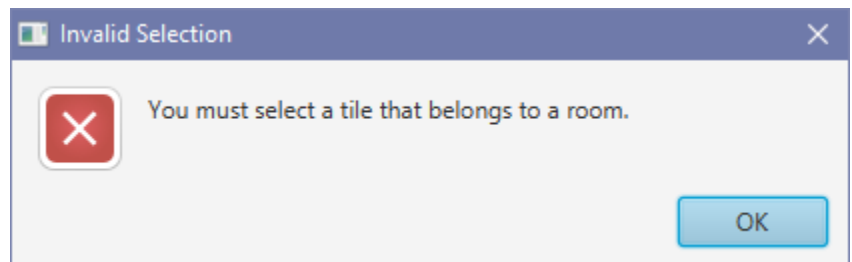 Invalid Selection
You must select a tile that belongs to a room.
OK